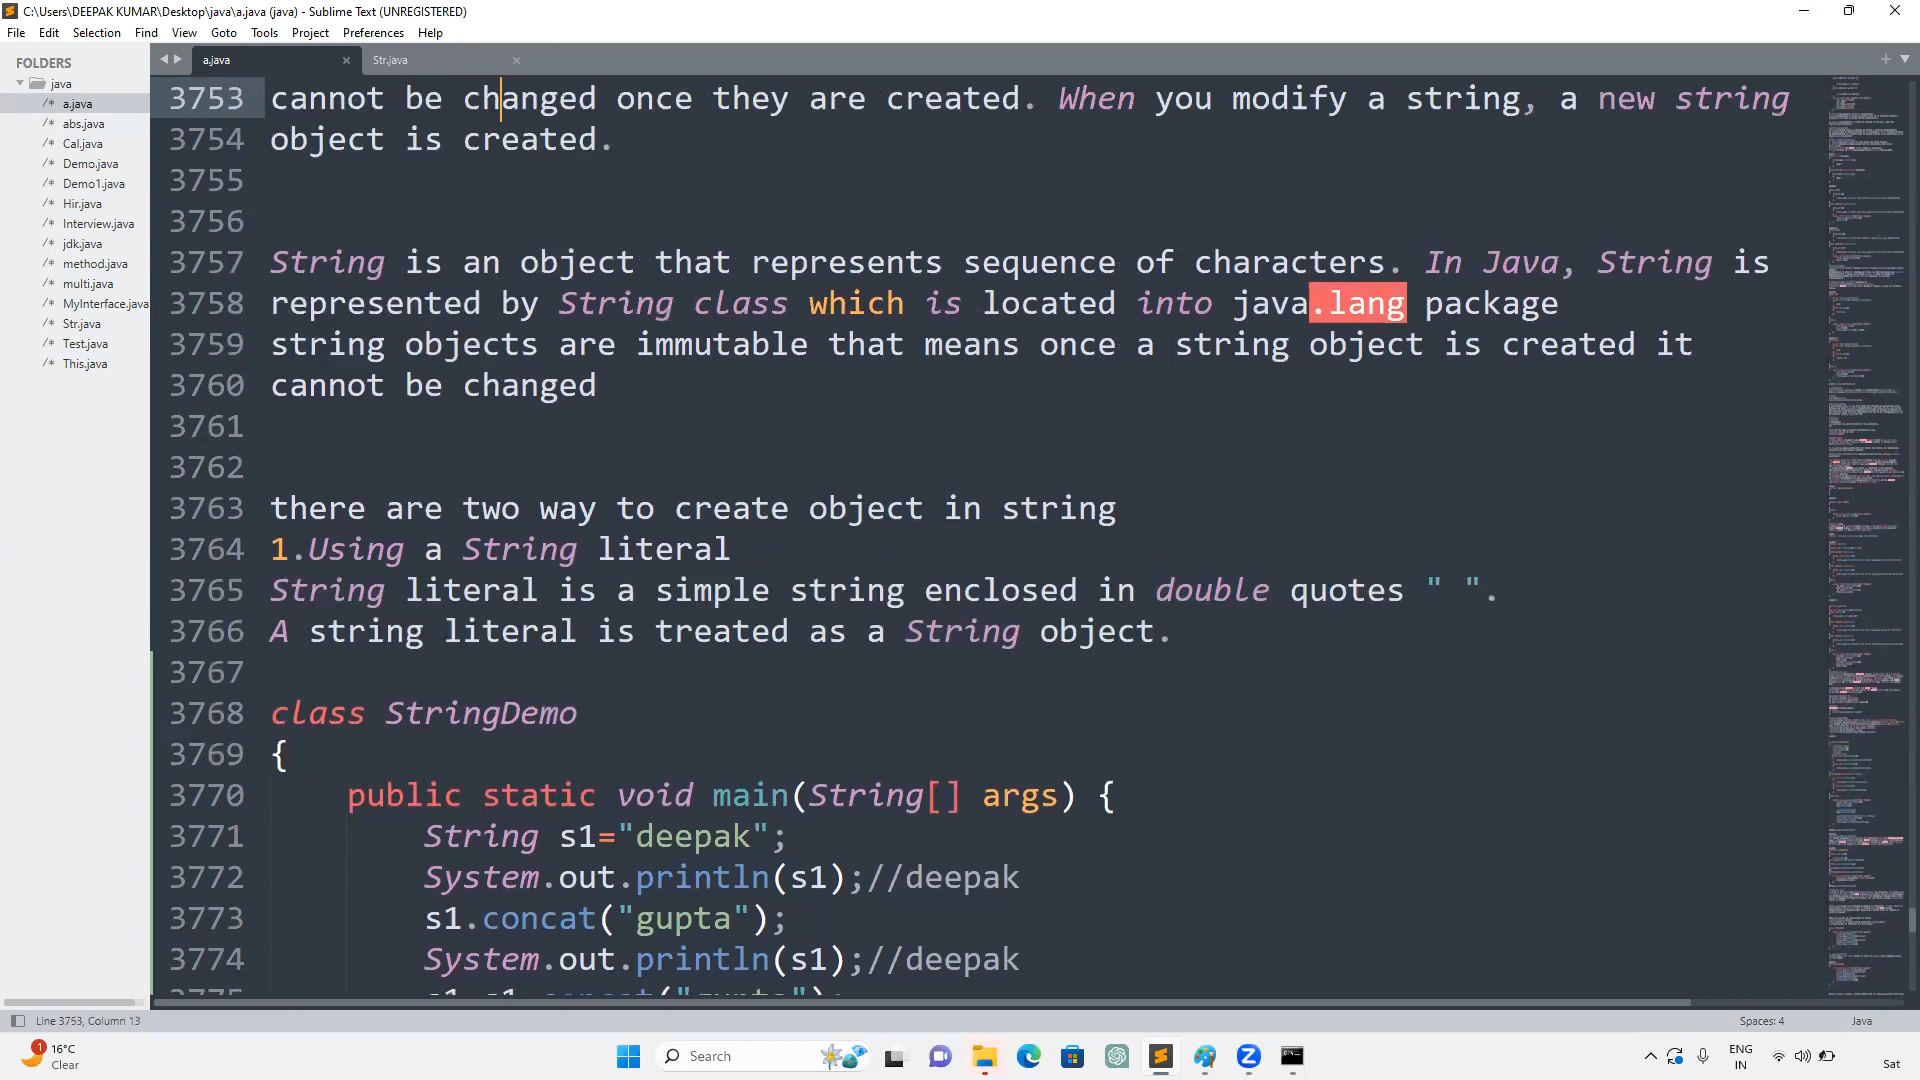 C:\Users\DEEPAK KUMAR\Desktop\java\a.java (java) - Sublime Text (UNREGISTERED)
File Edit Selection Find View Goto Tools Project Preferences Help
FOLDERS
java
/* a.java
/* abs.java
/* Cal.java
/* Demo.java
/* Demo1.java
/* Hir.java
/* Interview.java
/* jdk.java
/* method.java
/* multi.java
/* MyInterface.java
/* Str.java
/* Test.java
/* This.java
a.java Str.java
3753 cannot be changed once they are created. When you modify a string, a new string
3754 object is created.
3755
3756
3757 String is an object that represents sequence of characters. In Java, String is
3758 represented by String class which is located into java.lang package
3759 string objects are immutable that means once a string object is created it
3760 cannot be changed
3761
3762
3763 there are two way to create object in string
3764 1.Using a String literal
3765 String literal is a simple string enclosed in double quotes " ".
3766 A string literal is treated as a String object.
3767
3768 class StringDemo
3769 {
3770 public static void main(String[] args) {
3771 String s1="deepak";
3772 System.out.println(s1);//deepak
3773 s1.concat("gupta");
3774 System.out.println(s1);//deepak
Line 3753, Column 13 Spaces: 4 Java
1 16°C
Clear
Search
ENG
IN
Sat